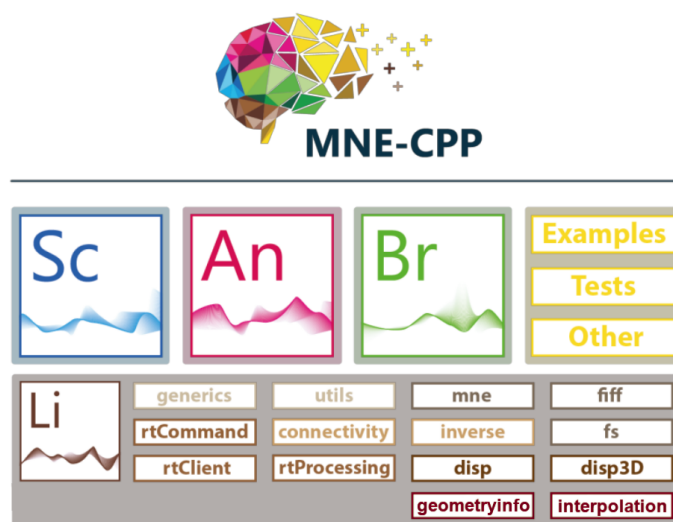 MNE-CPP
Sc
An
Br
Examples
Tests
Other
Li
generics
utils
mne
fiff
rtCommand
connectivity
inverse
fs
rtClient
rtProcessing
disp
disp3D
geometryinfo
interpolation